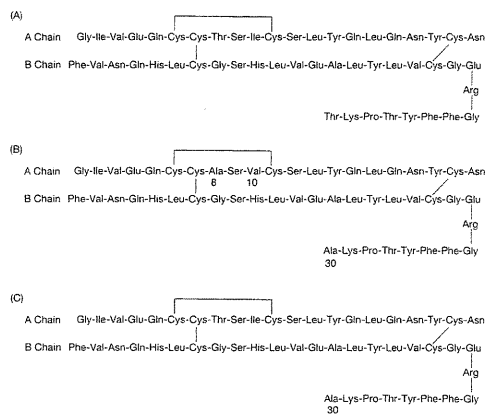 (A)
A Chain Gly-Ile-Val-Glu-Gln-Cys-Cys-Thr-Ser-Ile-Cys-Ser-Leu-Tyr-Gln-Leu-Gln-Asn-Tyr-Cys-Asn
B Chain Phe-Val-Asn-Gln-His-Leu-Cys-Gly-Ser-His-Leu-Val-Glu-Ala-Leu-Tyr-Leu-Val-Cys-Gly-Glu
Arg
Thr-Lys-Pro-Thr-Tyr-Phe-Phe-Gly
(B)
A Chain Gly-Ile-Val-Glu-Gln-Cys-Cys-Ala-Ser-Val-Cys-Ser-Leu-Tyr-Gln-Leu-Gln-Asn-Tyr-Cys-Asn
8 10
B Chain Phe-Val-Asn-Gln-His-Leu-Cys-Gly-Ser-His-Leu-Val-Glu-Ala-Leu-Tyr-Leu-Val-Cys-Gly-Glu
Arg
Ala-Lys-Pro-Thr-Tyr-Phe-Phe-Gly
30
(C)
A Chain Gly-Ile-Val-Glu-Gln-Cys-Cys-Thr-Ser-Ile-Cys-Ser-Leu-Tyr-Gln-Leu-Gln-Asn-Tyr-Cys-Asn
B Chain Phe-Val-Asn-Gln-His-Leu-Cys-Gly-Ser-His-Leu-Val-Glu-Ala-Leu-Tyr-Leu-Val-Cys-Gly-Glu
Arg
Ala-Lys-Pro-Thr-Tyr-Phe-Phe-Gly
30